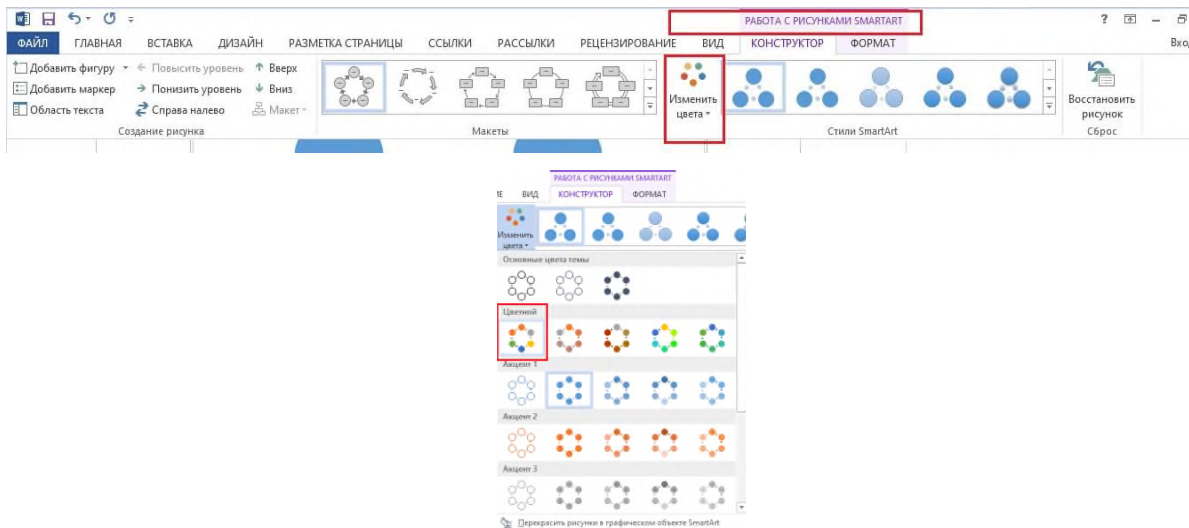 РАБОТА С РИСУНКАМИ SMARTART
?
ФАЙЛ ГЛАВНАЯ ВСТАВКА ДИЗАЙН РАЗМЕТКА СТРАНИЦЫ ССЫЛКИ РАССЫЛКИ РЕЦЕНЗИРОВАНИЕ ВИД КОНСТРУКТОР ФОРМАТ Вхо
Добавить фигуру Повысить уровень Вверх
Добавить маркер Понизить уровень Вниз
Область текста Справа налево Макет
Изменить цвета
Восстановить рисунок
Создание рисунка Макеты Стили SmartArt Сброс
РАБОТА С РИСУНКАМИ SMARTART
ИЕ ВИД КОНСТРУКТОР ФОРМАТ
Изменить
цвета
Основные цвета темы
Цветной
Акцент 1
Акцент 2
Акцент 3
Перекрасить рисунки в графическом объекте SmartArt